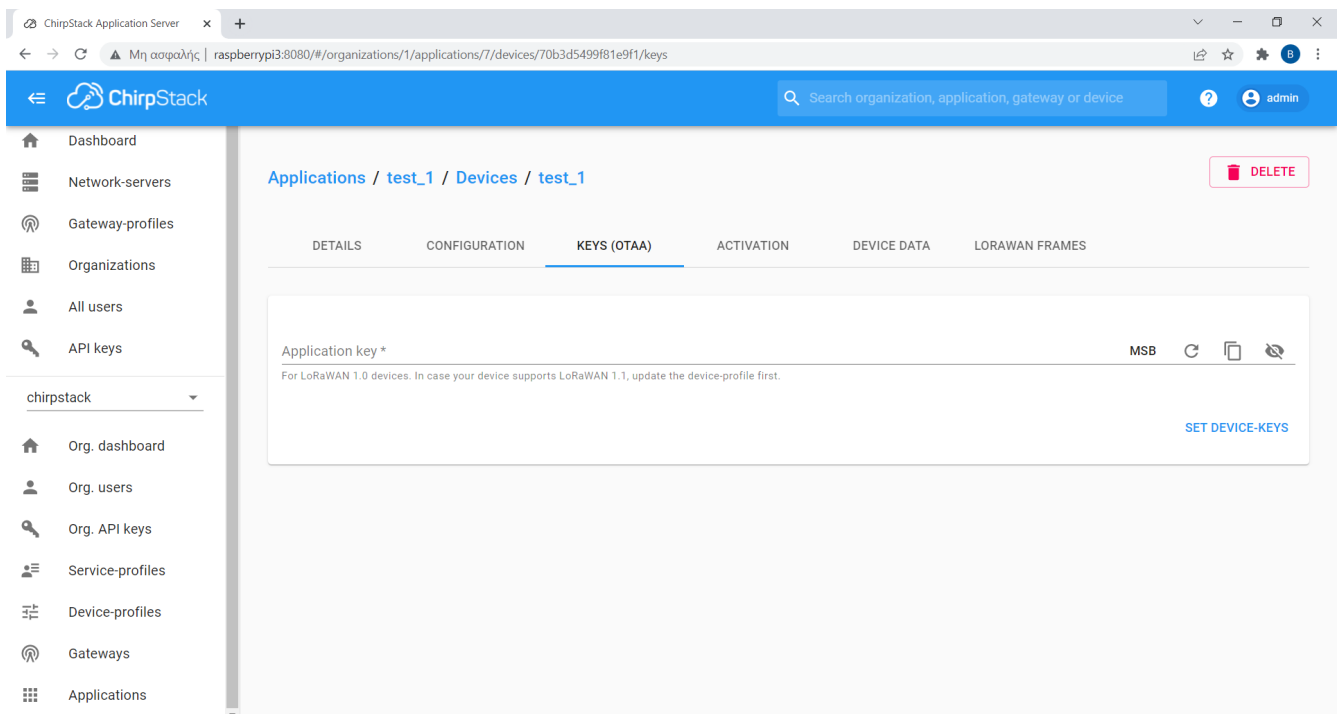 ChirpStack Application Server
Μη ασφαλής | raspberrypi3:8080/#/organizations/1/applications/7/devices/70b3d5499f81e9f1/keys
B
ChirpStack
Search organization, application, gateway or device
? admin
Dashboard
Network-servers
Gateway-profiles
Organizations
All users
API keys
chirpstack
Org. dashboard
Org. users
Org. API keys
Service-profiles
Device-profiles
Gateways
Applications
Applications / test_1 / Devices / test_1
DELETE
DETAILS CONFIGURATION KEYS (OTAA) ACTIVATION DEVICE DATA LORAWAN FRAMES
Application key * MSB
For LoRaWAN 1.0 devices. In case your device supports LoRaWAN 1.1, update the device-profile first.
SET DEVICE-KEYS